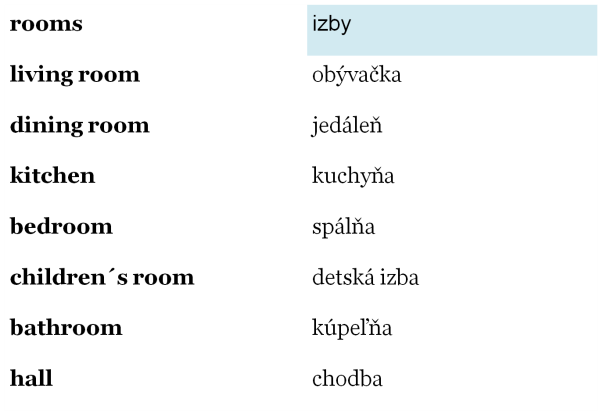 rooms izby
living room obývačka
dining room jedáleň
kitchen kuchyňa
bedroom spálňa
children´s room detská izba
bathroom kúpeľňa
hall chodba